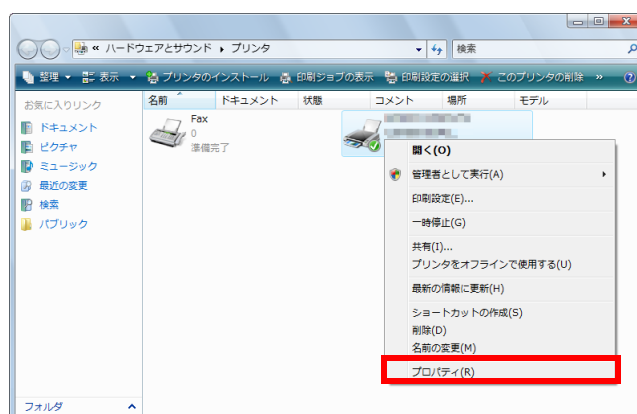 « ハードウェアとサウンド ▸ プリンタ
検索
整理 表示 プリンタのインストール 印刷ジョブの表示 印刷設定の選択 このプリンタの削除 »
お気に入りリンク
ドキュメント
ピクチャ
ミュージック
最近の変更
検索
パブリック
フォルダ
名前 ドキュメント 状態 コメント 場所 モデル
Fax
0
準備完了
開く(O)
管理者として実行(A)
印刷設定(E)...
一時停止(G)
共有(I)...
プリンタをオフラインで使用する(U)
最新の情報に更新(H)
ショートカットの作成(S)
削除(D)
名前の変更(M)
プロパティ(R)